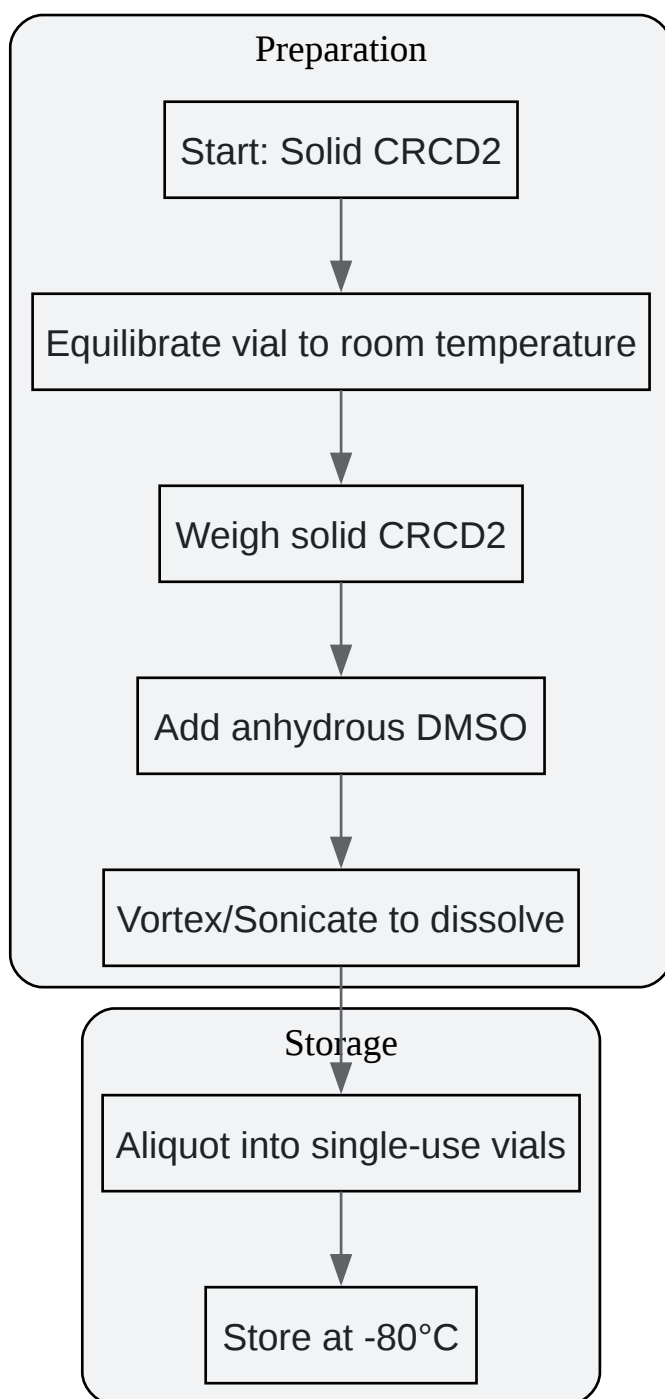 Preparation
Start: Solid CRCD2
Equilibrate vial to room temperature
Weigh solid CRCD2
Add anhydrous DMSO
Vortex/Sonicate to dissolve
Storage
Aliquot into single-use vials
Store at -80°C